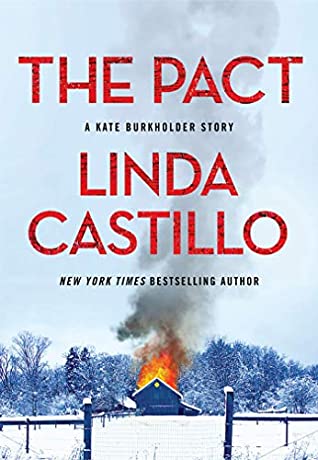 THE PACT
A KATE BURKHOLDER STORY
LINDA
CASTILLO
NEW YORK TIMES BESTSELLING AUTHOR